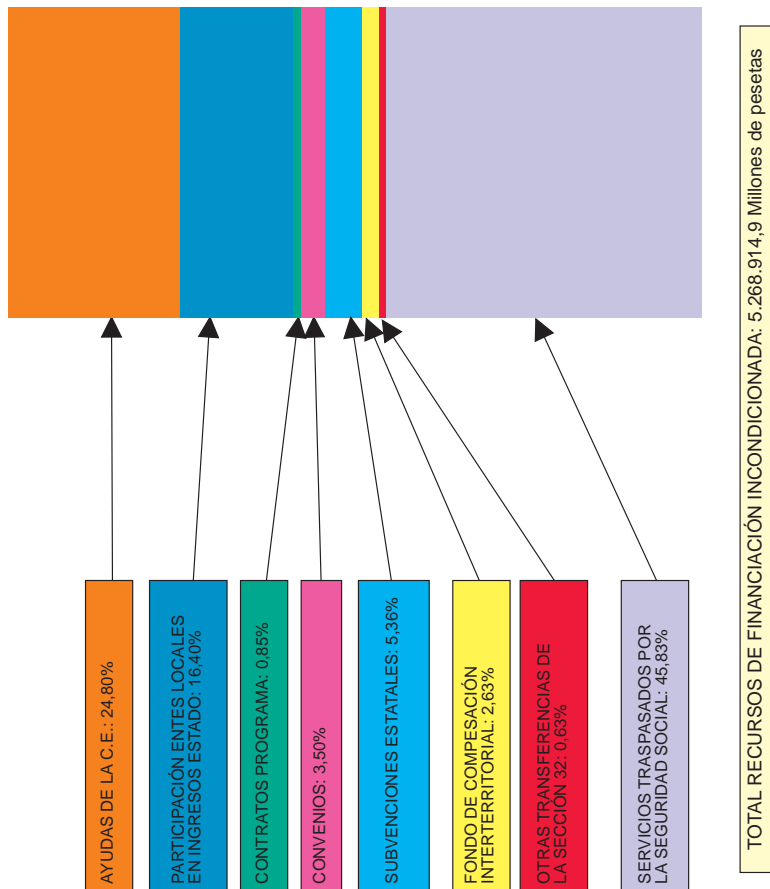 AYUDAS DE LA C.E.: 24,80%
PARTICIPACIÓN ENTES LOCALES
EN INGRESOS ESTADO: 16,40%
CONTRATOS PROGRAMA: 0,85%
CONVENIOS: 3,50%
SUBVENCIONES ESTATALES: 5,36%
FONDO DE COMPESACIÓN
INTERTERRITORIAL: 2,63%
OTRAS TRANSFERENCIAS DE
LA SECCIÓN 32: 0,63%
SERVICIOS TRASPASADOS POR
LA SEGURIDAD SOCIAL: 45,83%
TOTAL RECURSOS DE FINANCIACIÓN INCONDICIONADA: 5.268.914,9 Millones de pesetas